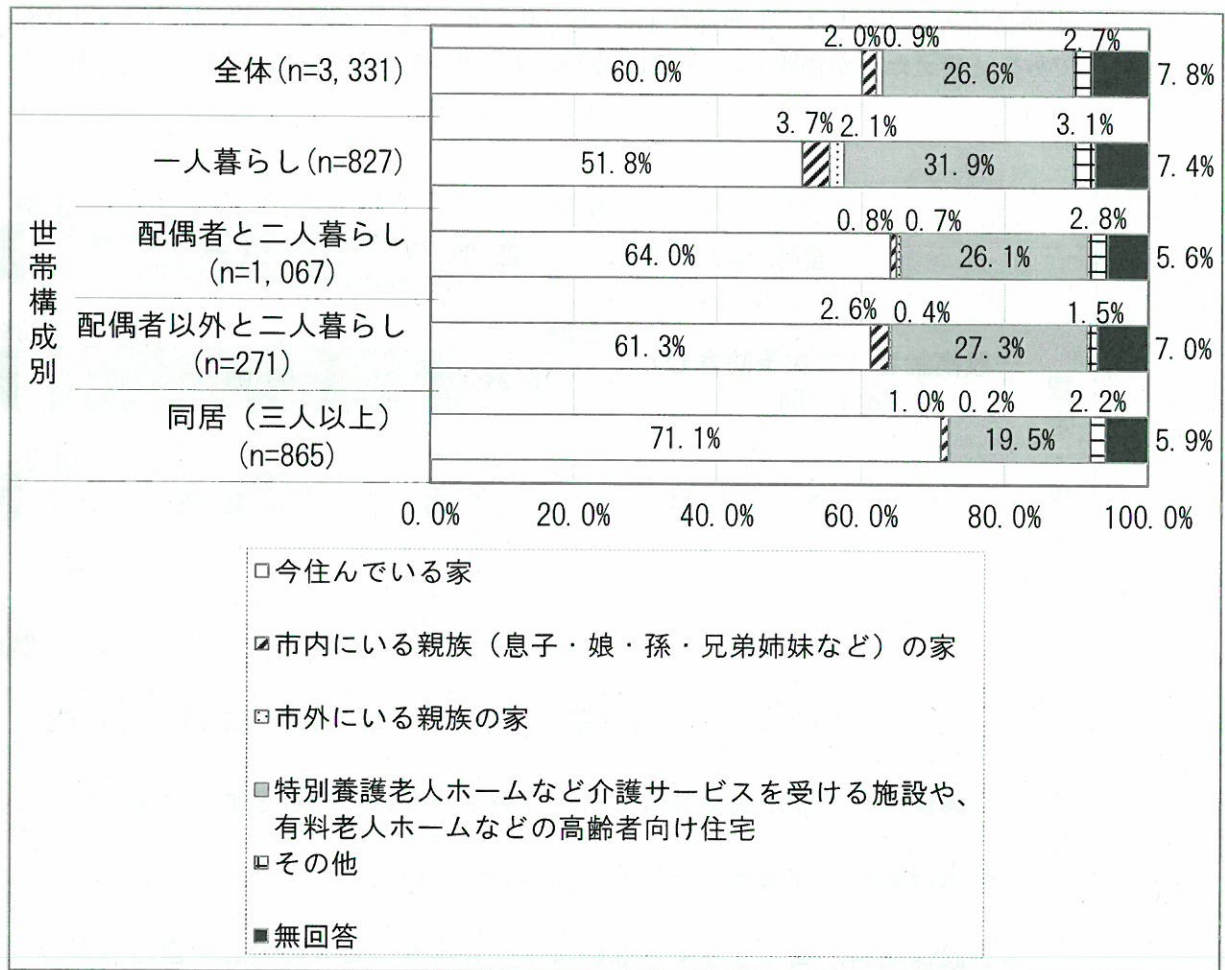 2.0% 0.9% 2.7%
全体(n=3,331) 60.0% 26.6% 7.8%
3.7% 2.1% 3.1%
一人暮らし(n=827) 51.8% 31.9% 7.4%
世帯構成別
0.8% 0.7% 2.8%
配偶者と二人暮らし
(n=1,067)
64.0% 26.1% 5.6%
2.6% 0.4% 1.5%
配偶者以外と二人暮らし
(n=271)
61.3% 27.3% 7.0%
1.0% 0.2% 2.2%
同居（三人以上）
(n=865)
71.1% 19.5% 5.9%
0.0% 20.0% 40.0% 60.0% 80.0% 100.0%
今住んでいる家
市内にいる親族（息子・娘・孫・兄弟姉妹など）の家
市外にいる親族の家
特別養護老人ホームなど介護サービスを受ける施設や、
有料老人ホームなどの高齢者向け住宅
その他
無回答